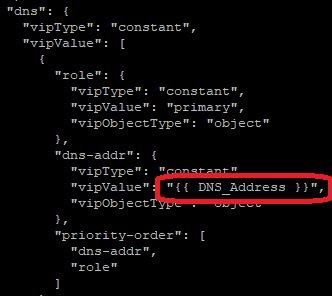 "dns": {
"vipType": "constant",
"vipValue": [
{
"role": {
"vipType": "constant",
"vipValue": "primary",
"vipObjectType": "object"
},
"dns-addr": {
"vipType": "constant"
"vipValue": "{{ DNS_Address }}",
"vipObjectType": "object"
},
"priority-order": [
"dns-addr",
"role"
]